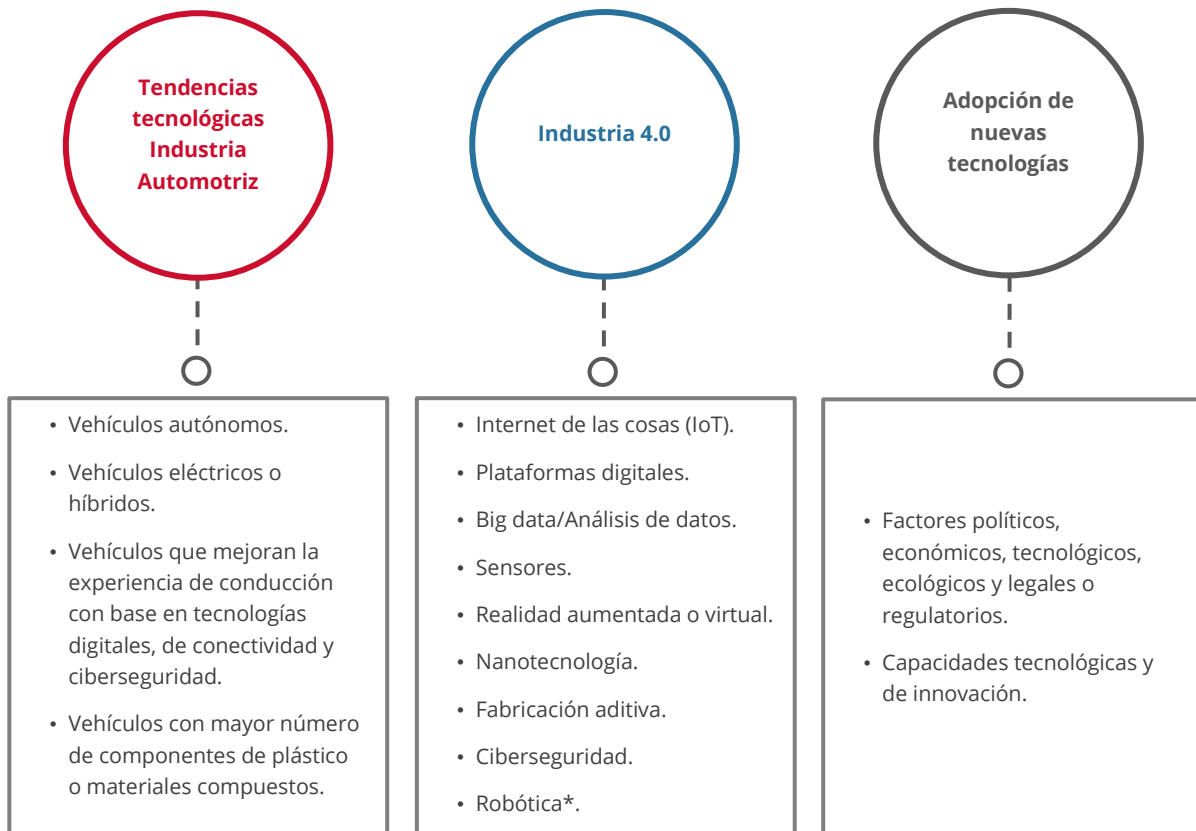 Tendencias
tecnológicas
Industria
Automotriz
Industria 4.0
Adopción de
nuevas
tecnologías
• Vehículos autónomos.
• Vehículos eléctricos o
híbridos.
• Vehículos que mejoran la
experiencia de conducción
con base en tecnologías
digitales, de conectividad y
ciberseguridad.
• Vehículos con mayor número
de componentes de plástico
o materiales compuestos.
• Internet de las cosas (IoT).
• Plataformas digitales.
• Big data/Análisis de datos.
• Sensores.
• Realidad aumentada o virtual.
• Nanotecnología.
• Fabricación aditiva.
• Ciberseguridad.
• Robótica*.
• Factores políticos,
económicos, tecnológicos,
ecológicos y legales o
regulatorios.
• Capacidades tecnológicas y
de innovación.